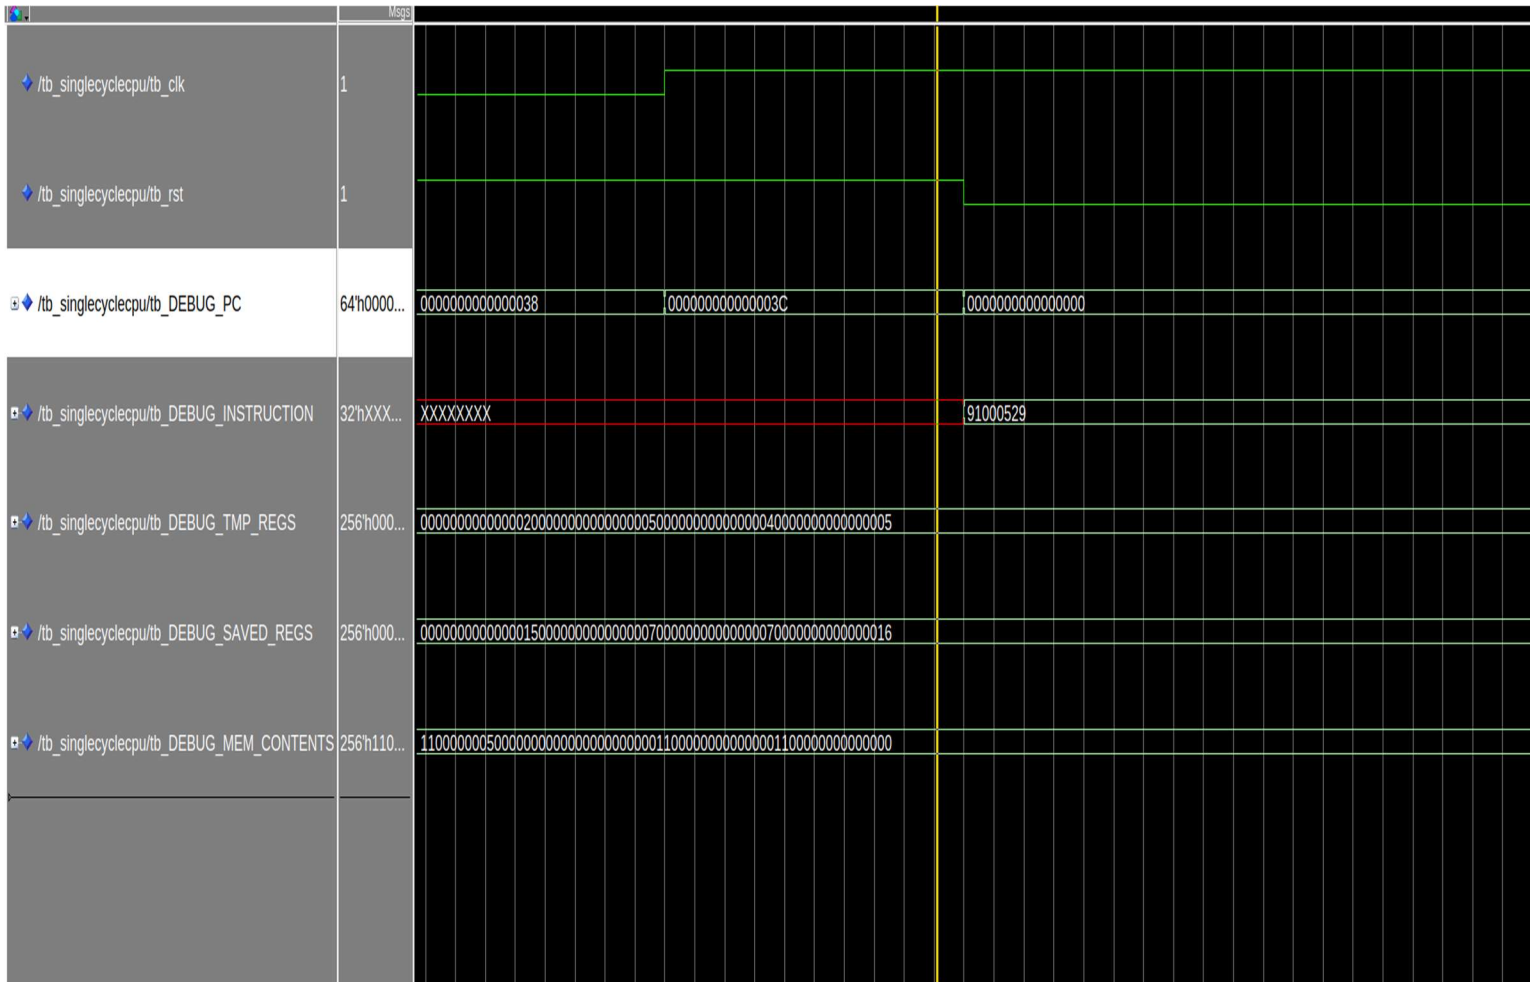 Msgs
/tb_singlecyclecpu/tb_clk 1
/tb_singlecyclecpu/tb_rst 1
/tb_singlecyclecpu/tb_DEBUG_PC 64'h0000... 0000000000000038 000000000000003C 0000000000000000
/tb_singlecyclecpu/tb_DEBUG_INSTRUCTION 32'hXXX... XXXXXXXX 91000529
/tb_singlecyclecpu/tb_DEBUG_TMP_REGS 256'h000... 0000000000000020000000000000000500000000000000040000000000000005
/tb_singlecyclecpu/tb_DEBUG_SAVED_REGS 256'h000... 0000000000000015000000000000000700000000000000070000000000000016
/tb_singlecyclecpu/tb_DEBUG_MEM_CONTENTS 256'h110... 1100000005000000000000000000000011000000000000001100000000000000